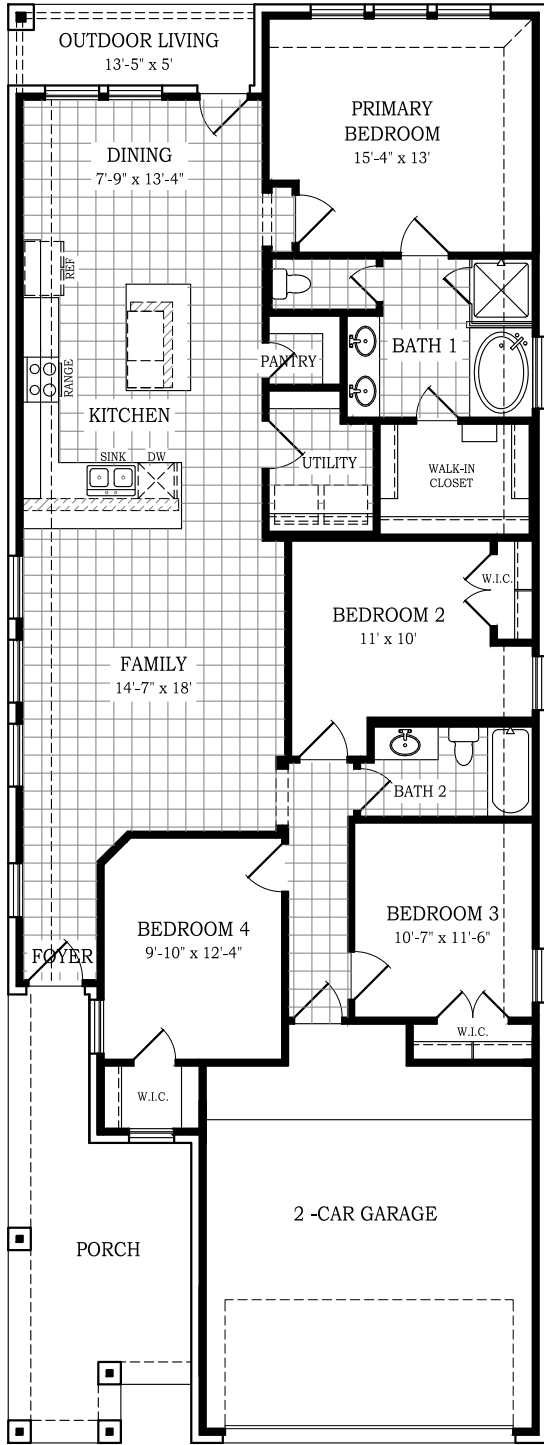 OUTDOOR LIVING
13'-5" x 5'
PRIMARY
BEDROOM
15'-4" x 13'
DINING
7'-9" x 13'-4"
REF
RANGE
PANTRY
BATH 1
KITCHEN
SINK
DW
UTILITY
WALK-IN
CLOSET
W.I.C.
BEDROOM 2
11' x 10'
FAMILY
14'-7" x 18'
BATH 2
BEDROOM 4
9'-10" x 12'-4"
BEDROOM 3
10'-7" x 11'-6"
FOYER
W.I.C.
W.I.C.
2 -CAR GARAGE
PORCH